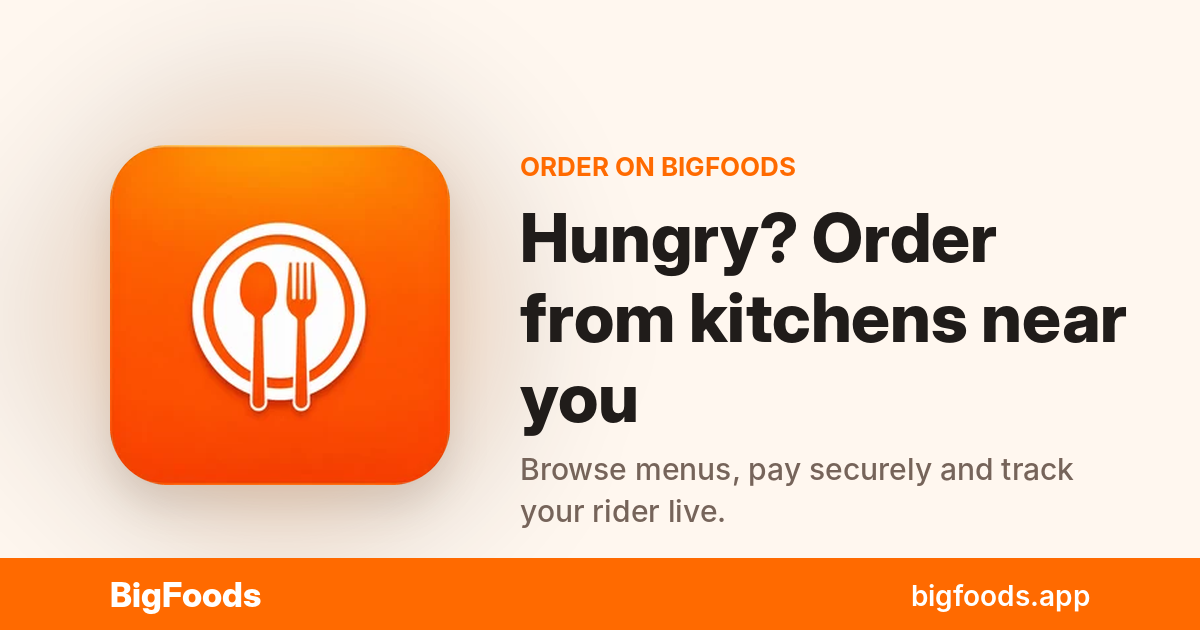 ORDER ON BIGFOODS
Hungry? Order
from kitchens near
you
Browse menus, pay securely and track
your rider live.
BigFoods
bigfoods.app